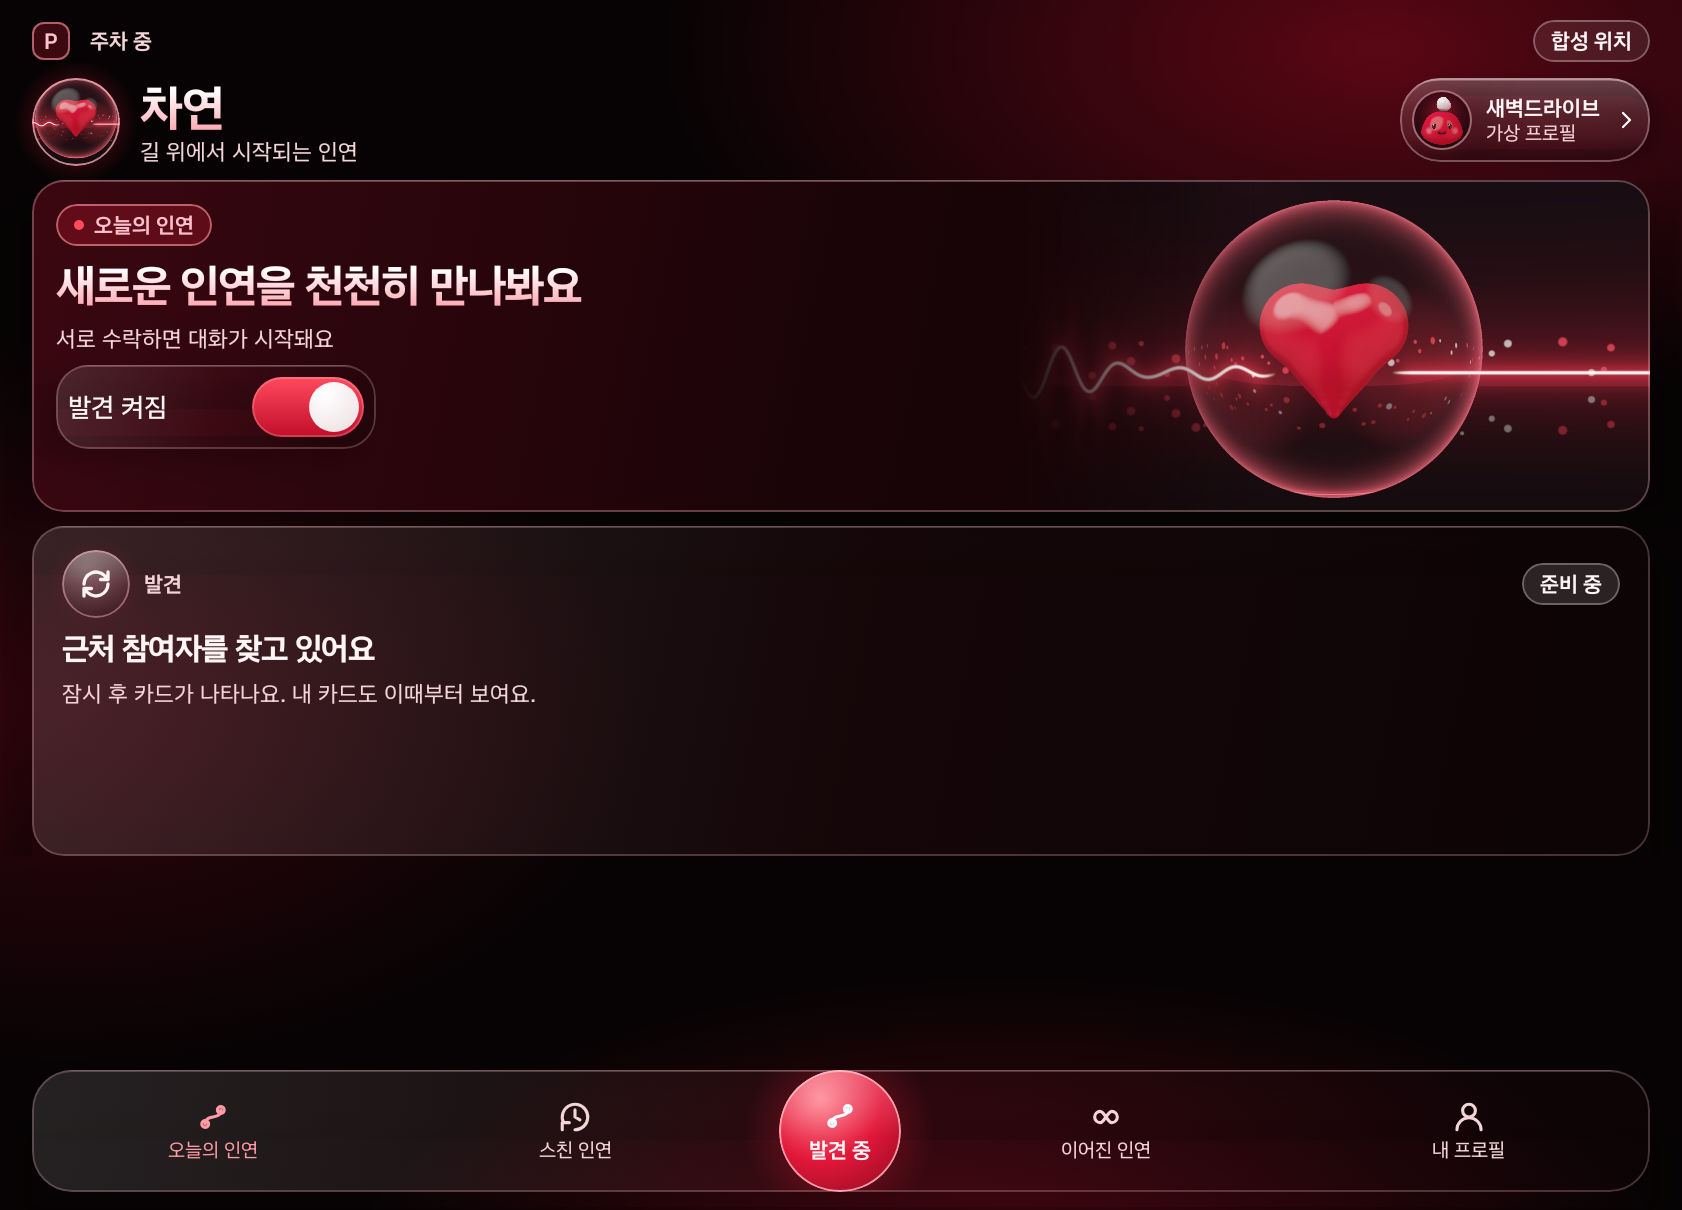 P 주차 중
합성 위치
차연
길 위에서 시작되는 인연
새벽드라이브
가상 프로필
오늘의 인연
새로운 인연을 천천히 만나봐요
서로 수락하면 대화가 시작돼요
발견 켜짐
발견
준비 중
근처 참여자를 찾고 있어요
잠시 후 카드가 나타나요. 내 카드도 이때부터 보여요.
오늘의 인연
스친 인연
발견 중
이어진 인연
내 프로필